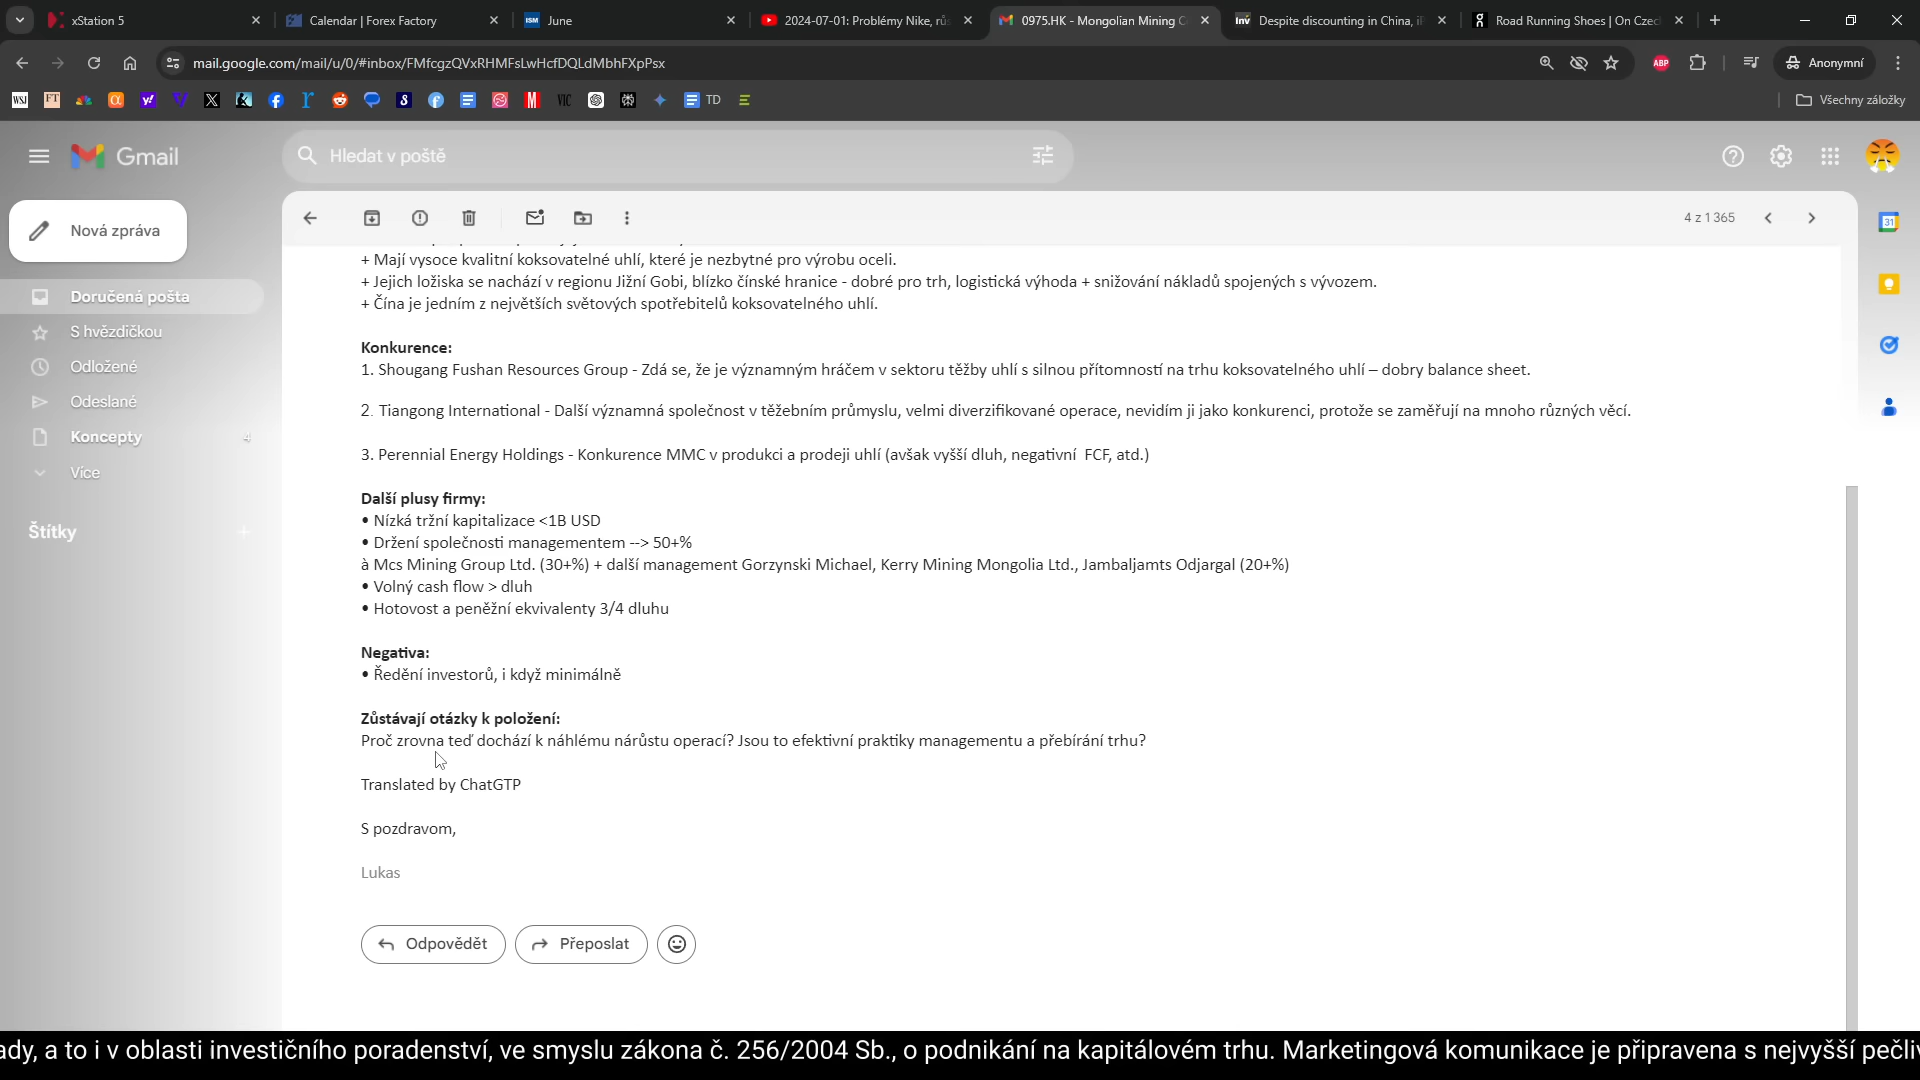 xStation 5
Calendar | Forex Factory
ISM June
2024-07-01: Problémy Nike, rů
0975.HK - Mongolian Mining C
Inv Despite discounting in China, i
Road Running Shoes | On Czec
mail.google.com/mail/u/0/#inbox/FMfcgzQVxRHMFsLwHcfDQLdMbhFXpPsx
ABP
Anonymní
WSJ FT VIC TD
Všechny záložky
Gmail
Hledat v poště
Nová zpráva
4 z 1 365
Doručená pošta
S hvězdičkou
Odložené
Odeslané
Koncepty 4
Více
Štítky
31
+ Mají vysoce kvalitní koksovatelné uhlí, které je nezbytné pro výrobu oceli.
+ Jejich ložiska se nachází v regionu Jižní Gobi, blízko čínské hranice - dobré pro trh, logistická výhoda + snižování nákladů spojených s vývozem.
+ Čína je jedním z největších světových spotřebitelů koksovatelného uhlí.
Konkurence:
1. Shougang Fushan Resources Group - Zdá se, že je významným hráčem v sektoru těžby uhlí s silnou přítomností na trhu koksovatelného uhlí – dobry balance sheet.
2. Tiangong International - Další významná společnost v těžebním průmyslu, velmi diverzifikované operace, nevidím ji jako konkurenci, protože se zaměřují na mnoho různých věcí.
3. Perennial Energy Holdings - Konkurence MMC v produkci a prodeji uhlí (avšak vyšší dluh, negativní FCF, atd.)
Další plusy firmy:
• Nízká tržní kapitalizace <1B USD
• Držení společnosti managementem --> 50+%
à Mcs Mining Group Ltd. (30+%) + další management Gorzynski Michael, Kerry Mining Mongolia Ltd., Jambaljamts Odjargal (20+%)
• Volný cash flow > dluh
• Hotovost a peněžní ekvivalenty 3/4 dluhu
Negativa:
• Ředění investorů, i když minimálně
Zůstávají otázky k položení:
Proč zrovna teď dochází k náhlému nárůstu operací? Jsou to efektivní praktiky managementu a přebírání trhu?
Translated by ChatGTP
S pozdravom,
Lukas
Odpovědět
Přeposlat
ady, a to i v oblasti investičního poradenství, ve smyslu zákona č. 256/2004 Sb., o podnikání na kapitálovém trhu. Marketingová komunikace je připravena s nejvyšší pečliv